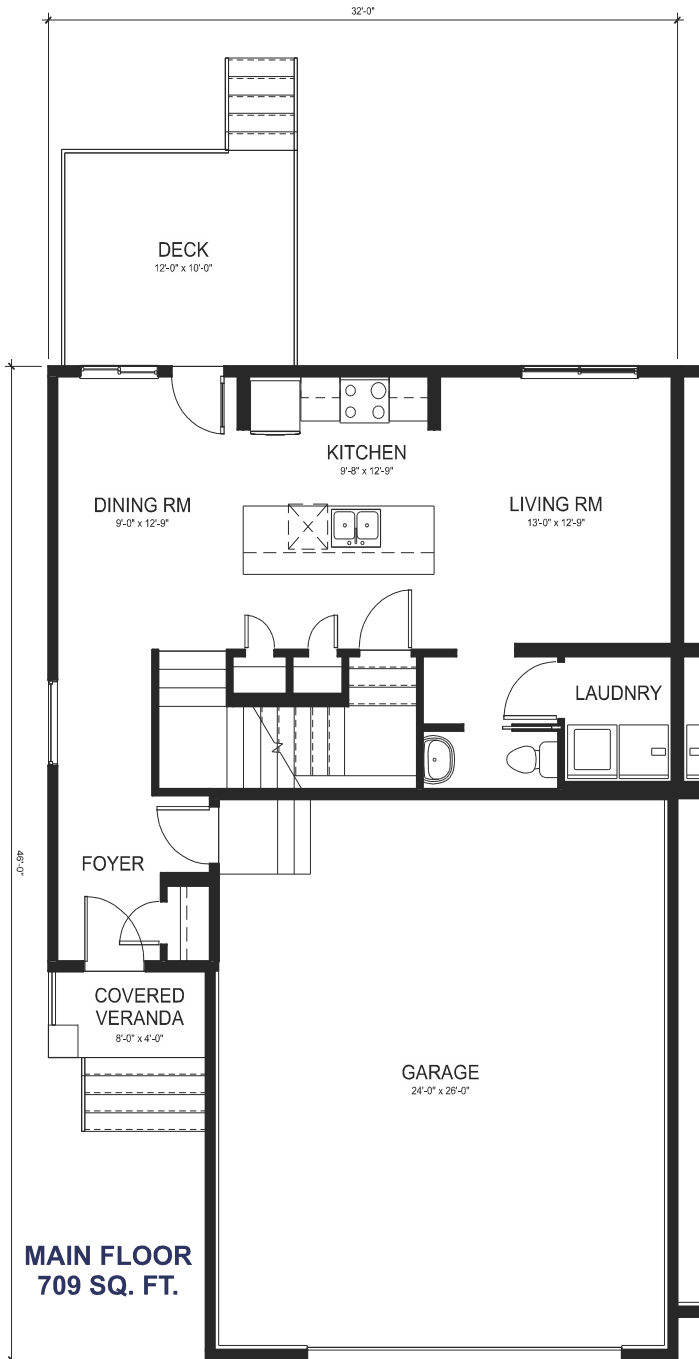 32'-0"
DECK
12'-0" x 10'-0"
KITCHEN
9'-8" x 12'-9"
DINING RM
9'-0" x 12'-9"
LIVING RM
13'-0" x 12'-9"
LAUDNRY
46'-0"
FOYER
COVERED
VERANDA
8'-0" x 4'-0"
GARAGE
24'-0" x 26'-0"
MAIN FLOOR
709 SQ. FT.